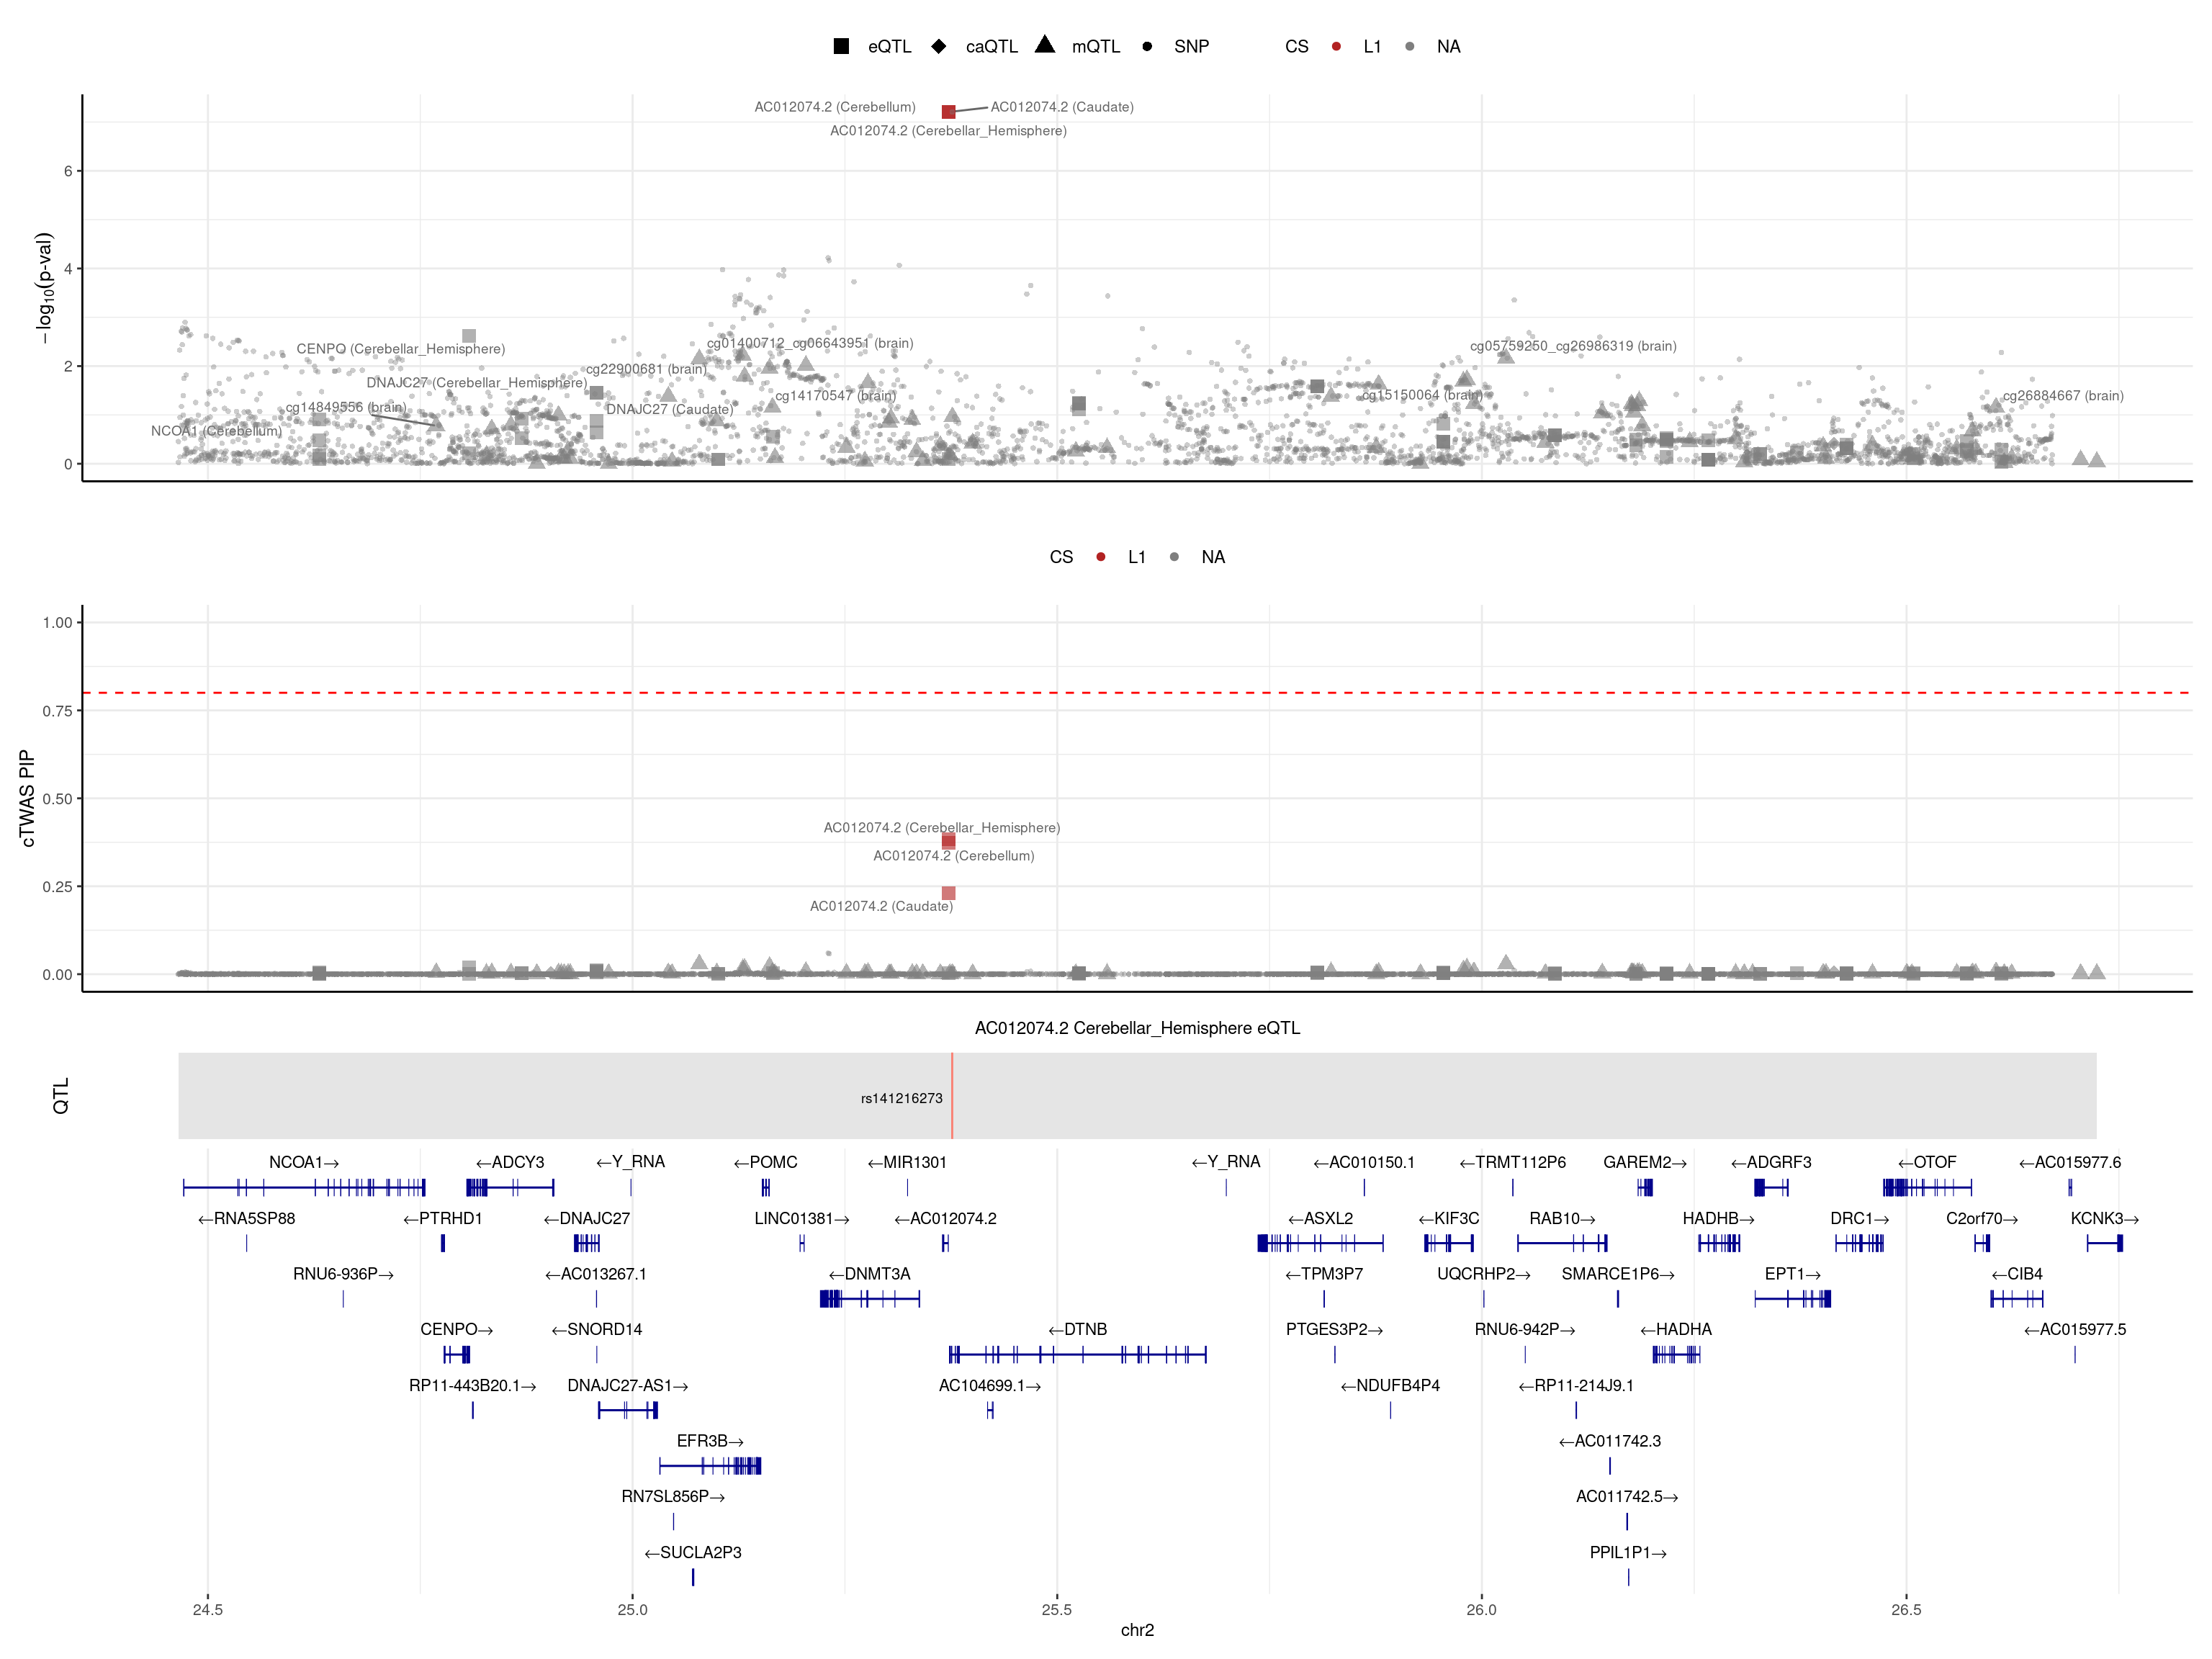 eQTL caQTL mQTL SNP CS L1 NA
AC012074.2 (Cerebellum) AC012074.2 (Caudate)
AC012074.2 (Cerebellar_Hemisphere)
6
4
2
0
−log10(p-val)
CENPO (Cerebellar_Hemisphere)
cg01400712_cg06643951 (brain)
cg05759250_cg26986319 (brain)
cg22900681 (brain)
DNAJC27 (Cerebellar_Hemisphere)
cg14170547 (brain)
cg15150064 (brain)
cg26884667 (brain)
cg14849556 (brain)
DNAJC27 (Caudate)
NCOA1 (Cerebellum)
CS L1 NA
1.00
0.75
0.50
0.25
0.00
cTWAS PIP
AC012074.2 (Cerebellar_Hemisphere)
AC012074.2 (Cerebellum)
AC012074.2 (Caudate)
AC012074.2 Cerebellar_Hemisphere eQTL
QTL
rs141216273
NCOA1→ ←ADCY3 ←Y_RNA ←POMC ←MIR1301 ←Y_RNA ←AC010150.1 ←TRMT112P6 GAREM2→ ←ADGRF3 ←OTOF ←AC015977.6
←RNA5SP88 ←PTRHD1 ←DNAJC27 LINC01381→ ←AC012074.2 ←ASXL2 ←KIF3C RAB10→ HADHB→ DRC1→ C2orf70→ KCNK3→
RNU6-936P→ ←AC013267.1 ←DNMT3A ←TPM3P7 UQCRHP2→ SMARCE1P6→ EPT1→ ←CIB4
CENPO→ ←SNORD14 ←DTNB PTGES3P2→ RNU6-942P→ ←HADHA ←AC015977.5
RP11-443B20.1→ DNAJC27-AS1→ AC104699.1→ ←NDUFB4P4 ←RP11-214J9.1
EFR3B→ ←AC011742.3
RN7SL856P→ AC011742.5→
←SUCLA2P3 PPIL1P1→
24.5 25.0 25.5 26.0 26.5
chr2